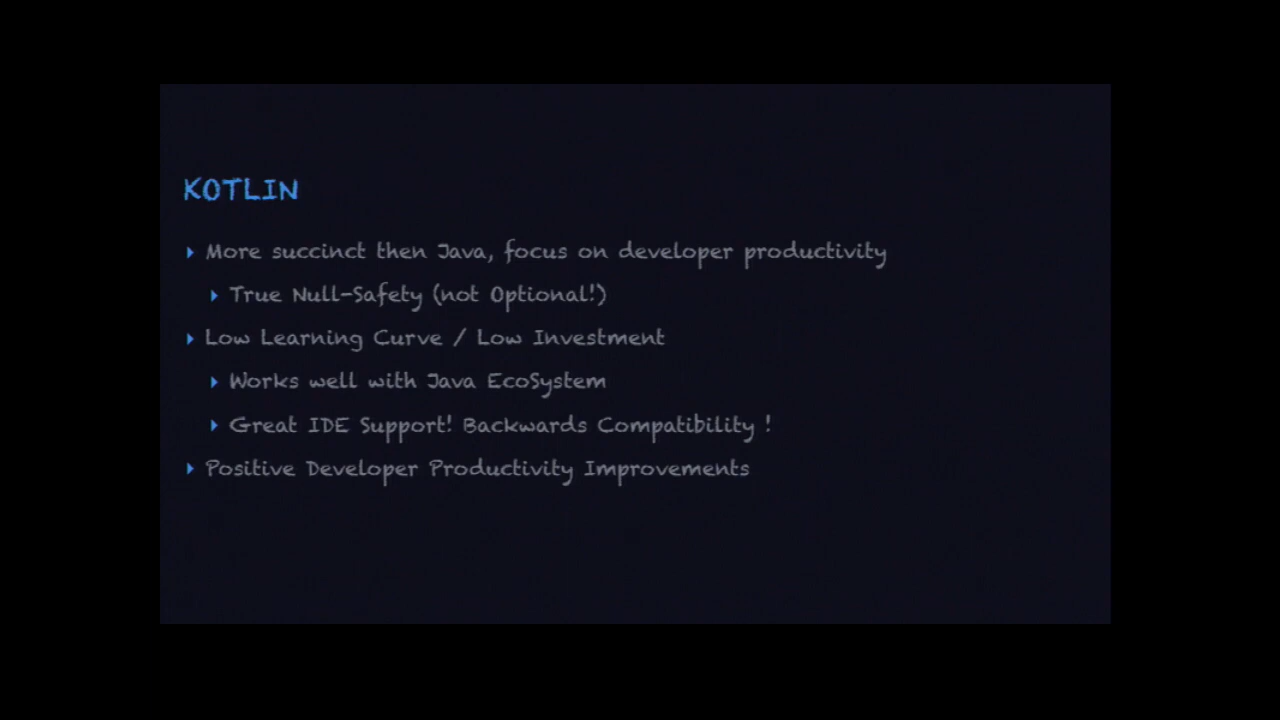 KOTLIN
More succinct then Java, focus on developer productivity
True Null-Safety (not Optional!)
Low Learning Curve / Low Investment
Works well with Java EcoSystem
Great IDE Support! Backwards Compatibility !
Positive Developer Productivity Improvements